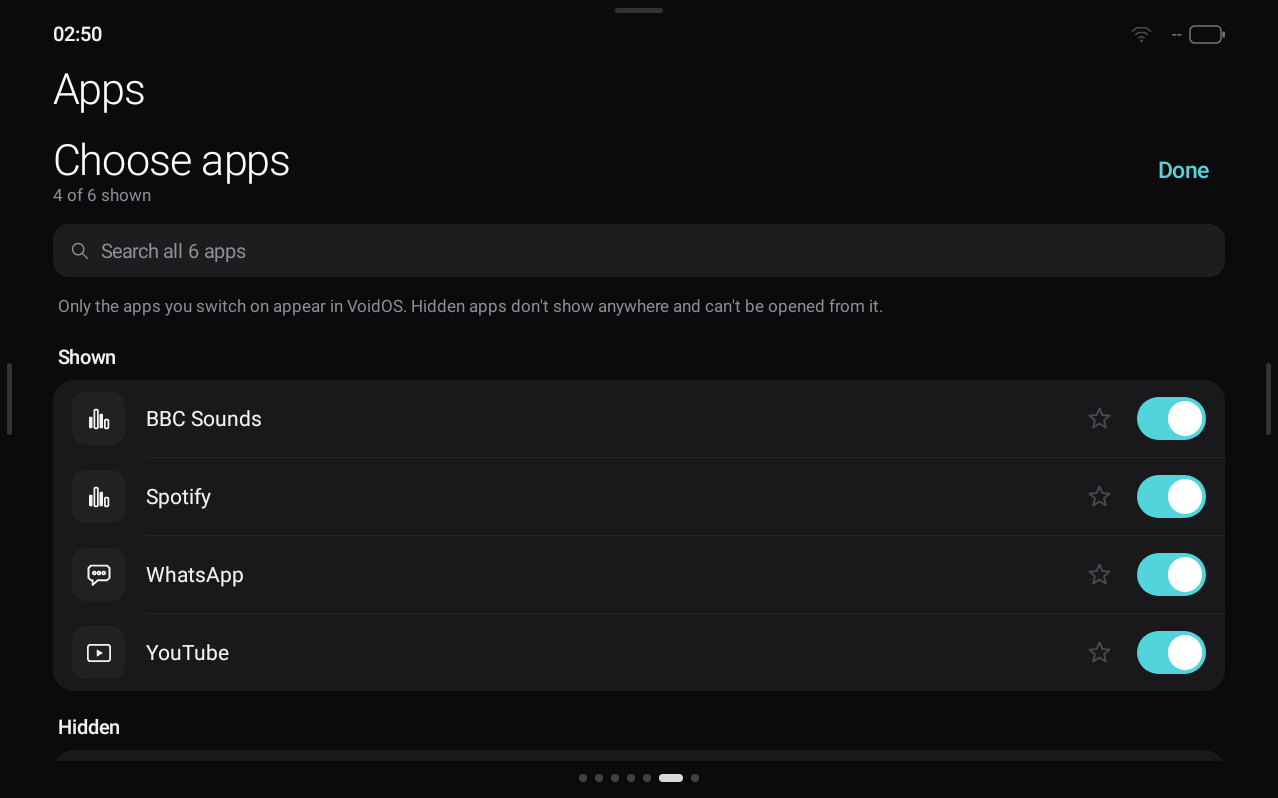 02:50
--
Apps
Choose apps
4 of 6 shown
Done
Search all 6 apps
Only the apps you switch on appear in VoidOS. Hidden apps don't show anywhere and can't be opened from it.
Shown
BBC Sounds
Spotify
WhatsApp
YouTube
Hidden